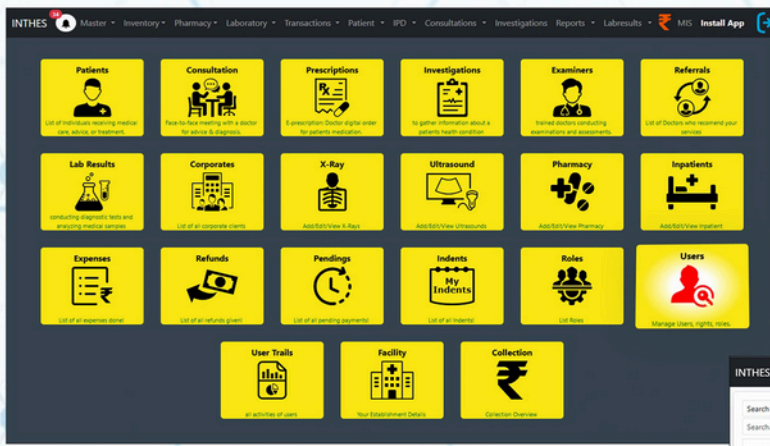 INTHES 34 Master Inventory Pharmacy Laboratory Transactions Patient IPD Consultations Investigations Reports Labresults ₹ MIS Install App
Patients
List of Individuals receiving medical
care, advice, or treatment.
Consultation
Face-to-face meeting with a doctor
for advice & diagnosis.
Prescriptions
Rx
E-prescription: Doctor digital order
for patients medication.
Investigations
to gather information about a
patients health condition
Examiners
trained doctors conducting
examinations and assessments.
Referrals
List of Doctors who recomend your
services
Lab Results
conducting diagnostic tests and
analyzing medical samples
Corporates
List of all corporate clients
X-Ray
Add/Edit/View X-Rays
Ultrasound
Add/Edit/View Ultrasounds
Pharmacy
Add/Edit/View Pharmacy
Inpatients
Add/Edit/View Inpatient
Expenses
₹
List of all expenses done!
Refunds
List of all refunds given!
Pendings
List of all pending payments!
Indents
My
Indents
List of all Indents!
Roles
List Roles
Users
Manage Users, rights, roles.
User Trails
all activities of users
Facility
Your Establishment Details
Collection
₹
Collection Overview
INTHES
Search
Search